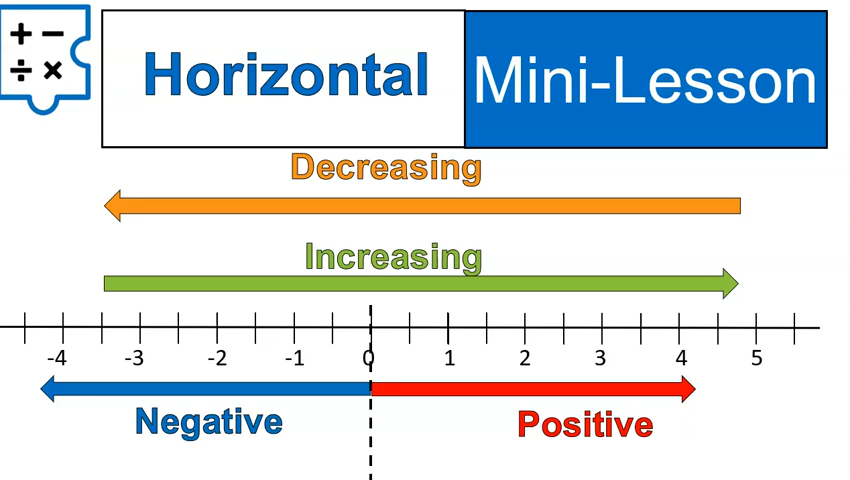 + −
÷ ×
Horizontal Mini-Lesson
Decreasing
Increasing
-4 -3 -2 -1 0 1 2 3 4 5
Negative Positive